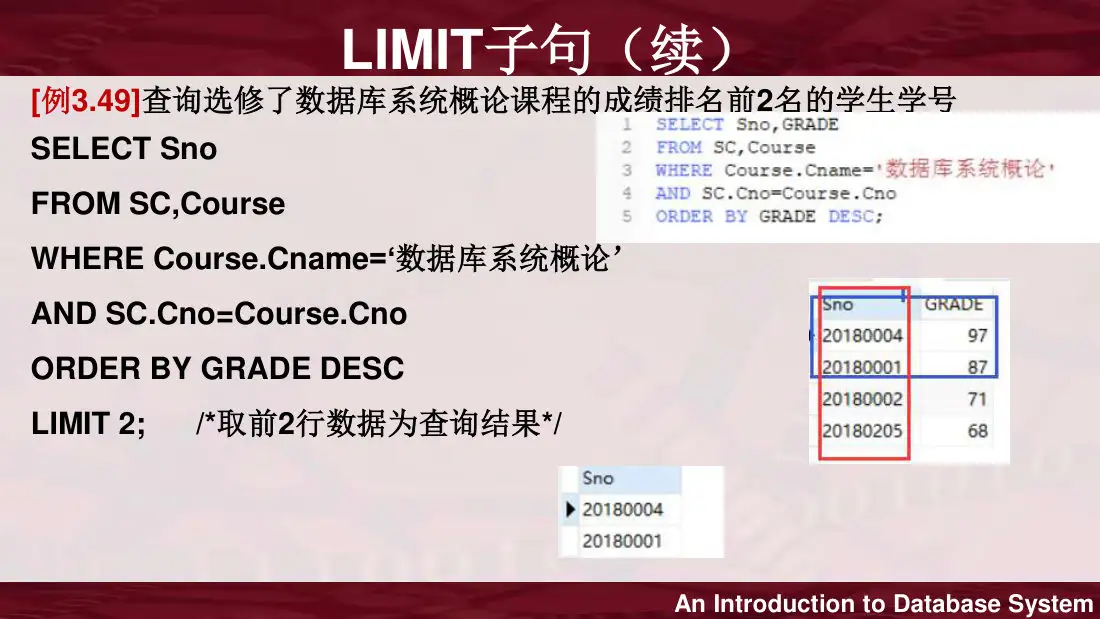 LIMIT子句（续）
[例3.49]查询选修了数据库系统概论课程的成绩排名前2名的学生学号
SELECT Sno
FROM SC,Course
WHERE Course.Cname=‘数据库系统概论’
AND SC.Cno=Course.Cno
ORDER BY GRADE DESC
LIMIT 2; /*取前2行数据为查询结果*/
1 SELECT Sno,GRADE
2 FROM SC,Course
3 WHERE Course.Cname='数据库系统概论'
4 AND SC.Cno=Course.Cno
5 ORDER BY GRADE DESC;
Sno GRADE
20180004 97
20180001 87
20180002 71
20180205 68
Sno
20180004
20180001
An Introduction to Database System